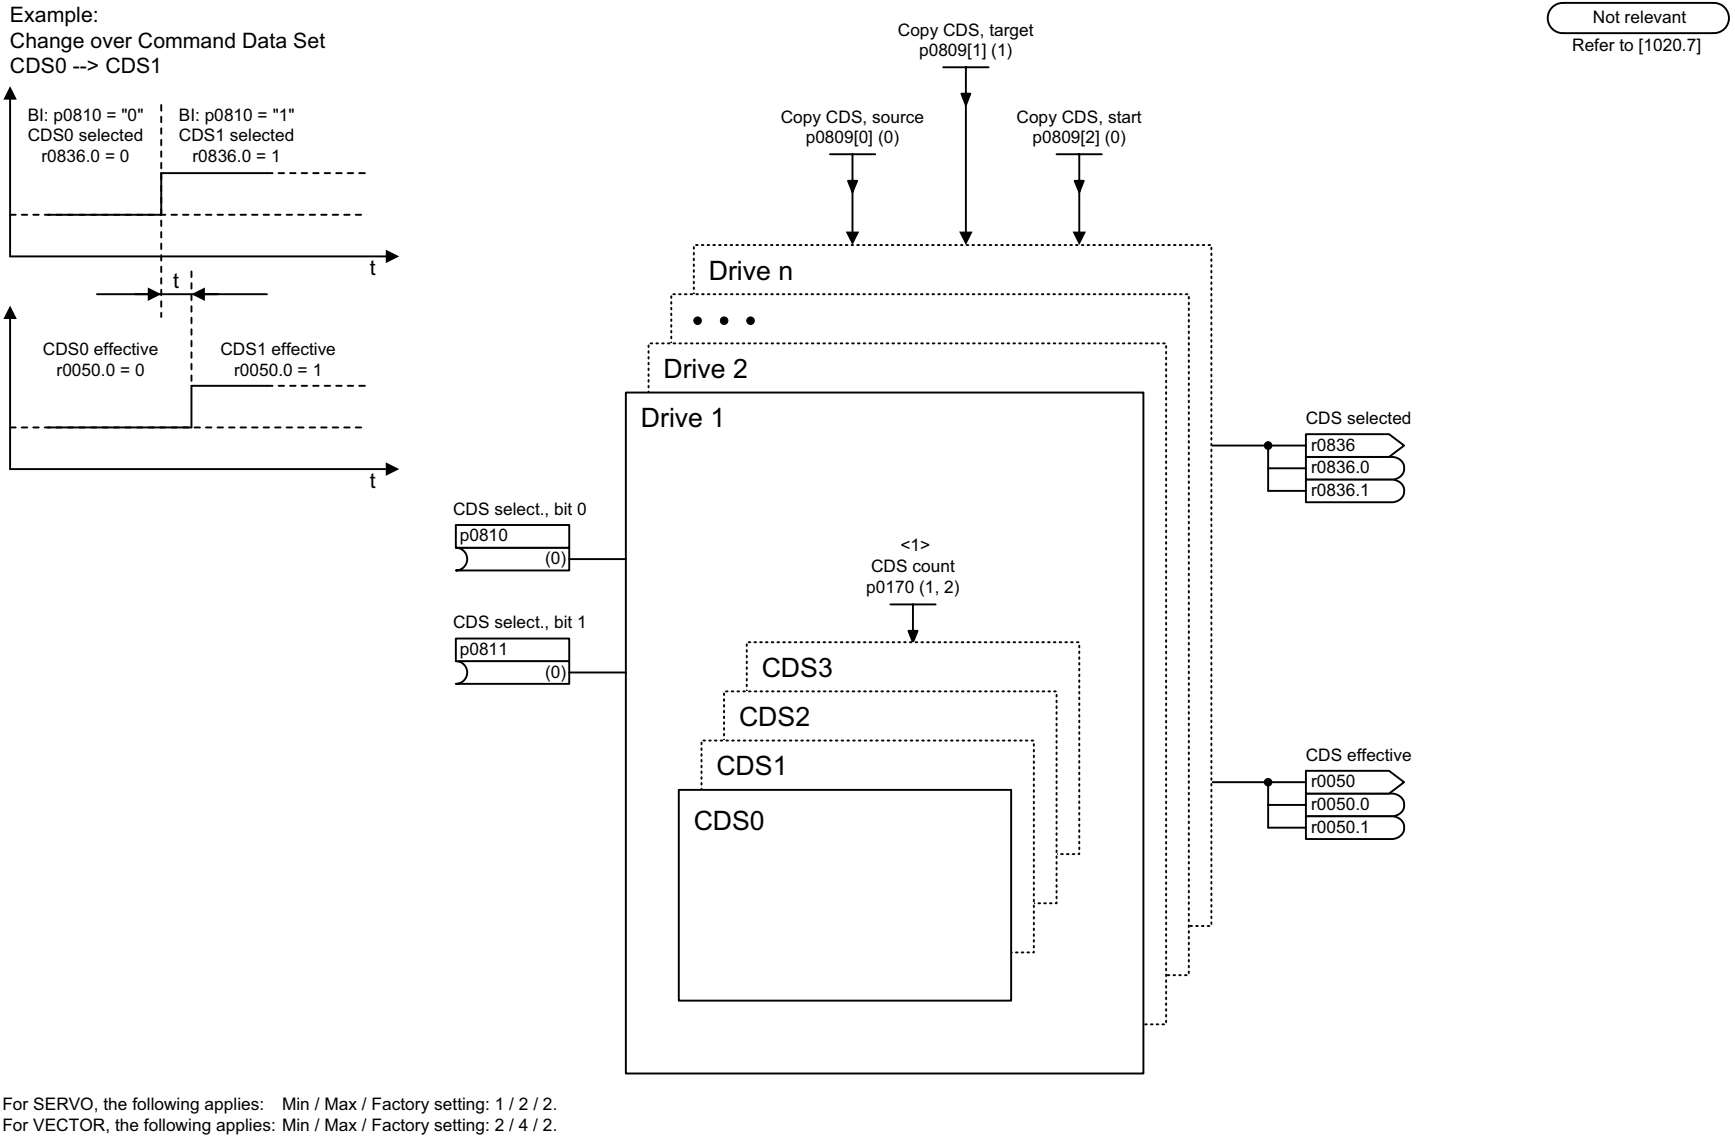 Example:
Change over Command Data Set
CDS0 --> CDS1
BI: p0810 = "0"
CDS0 selected
r0836.0 = 0
BI: p0810 = "1"
CDS1 selected
r0836.0 = 1
t
t
CDS0 effective
r0050.0 = 0
CDS1 effective
r0050.0 = 1
t
Copy CDS, target
p0809[1] (1)
Copy CDS, source
p0809[0] (0)
Copy CDS, start
p0809[2] (0)
Not relevant
Refer to [1020.7]
Drive n
• • •
Drive 2
Drive 1
CDS select., bit 0
p0810
(0)
CDS select., bit 1
p0811
(0)
<1>
CDS count
p0170 (1, 2)
CDS3
CDS2
CDS1
CDS0
CDS selected
r0836
r0836.0
r0836.1
CDS effective
r0050
r0050.0
r0050.1
For SERVO, the following applies: Min / Max / Factory setting: 1 / 2 / 2.
For VECTOR, the following applies: Min / Max / Factory setting: 2 / 4 / 2.